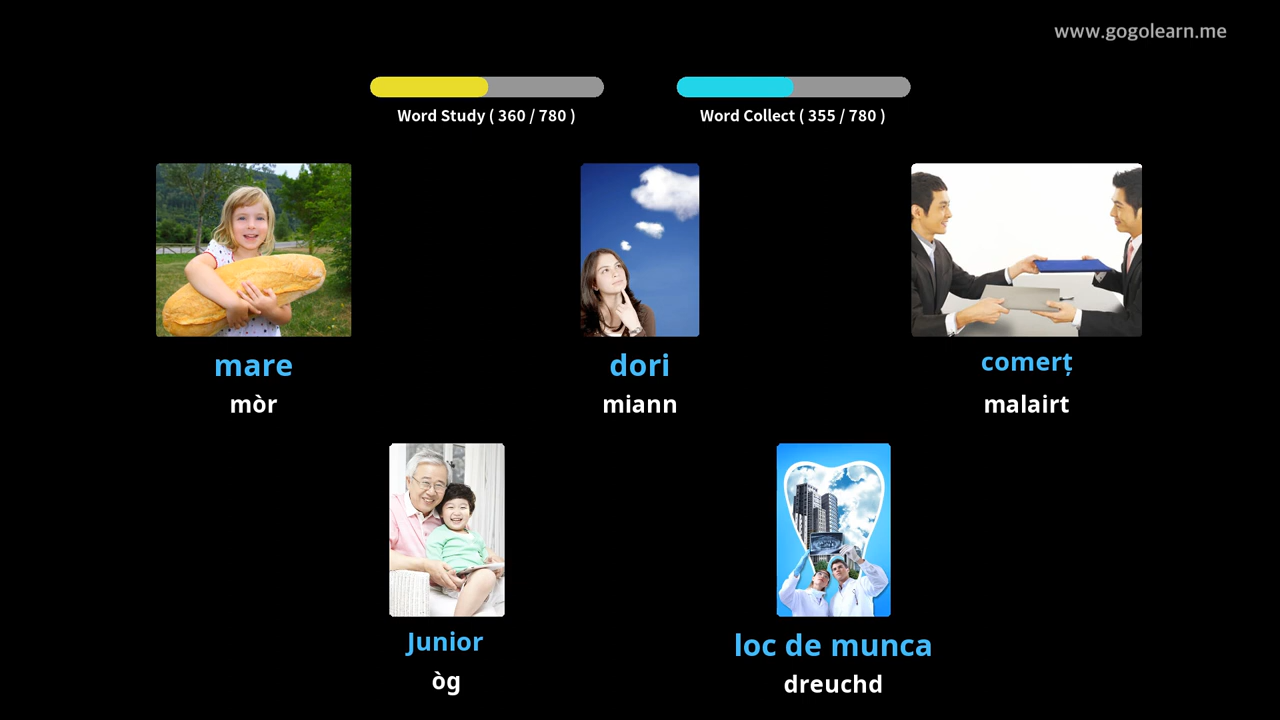 www.gogolearn.me
Word Study ( 360 / 780 )
Word Collect ( 355 / 780 )
mare
mòr
dori
miann
comerț
malairt
Junior
òg
loc de munca
dreuchd